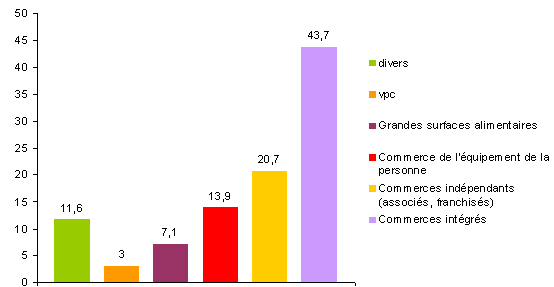 50
45
40
35
30
25
20
15
10
5
0
11,6
3
7,1
13,9
20,7
43,7
divers
vpc
Grandes surfaces alimentaires
Commerce de l'équipement de la
personne
Commerces indépendants
(associés, franchisés)
Commerces intégrés